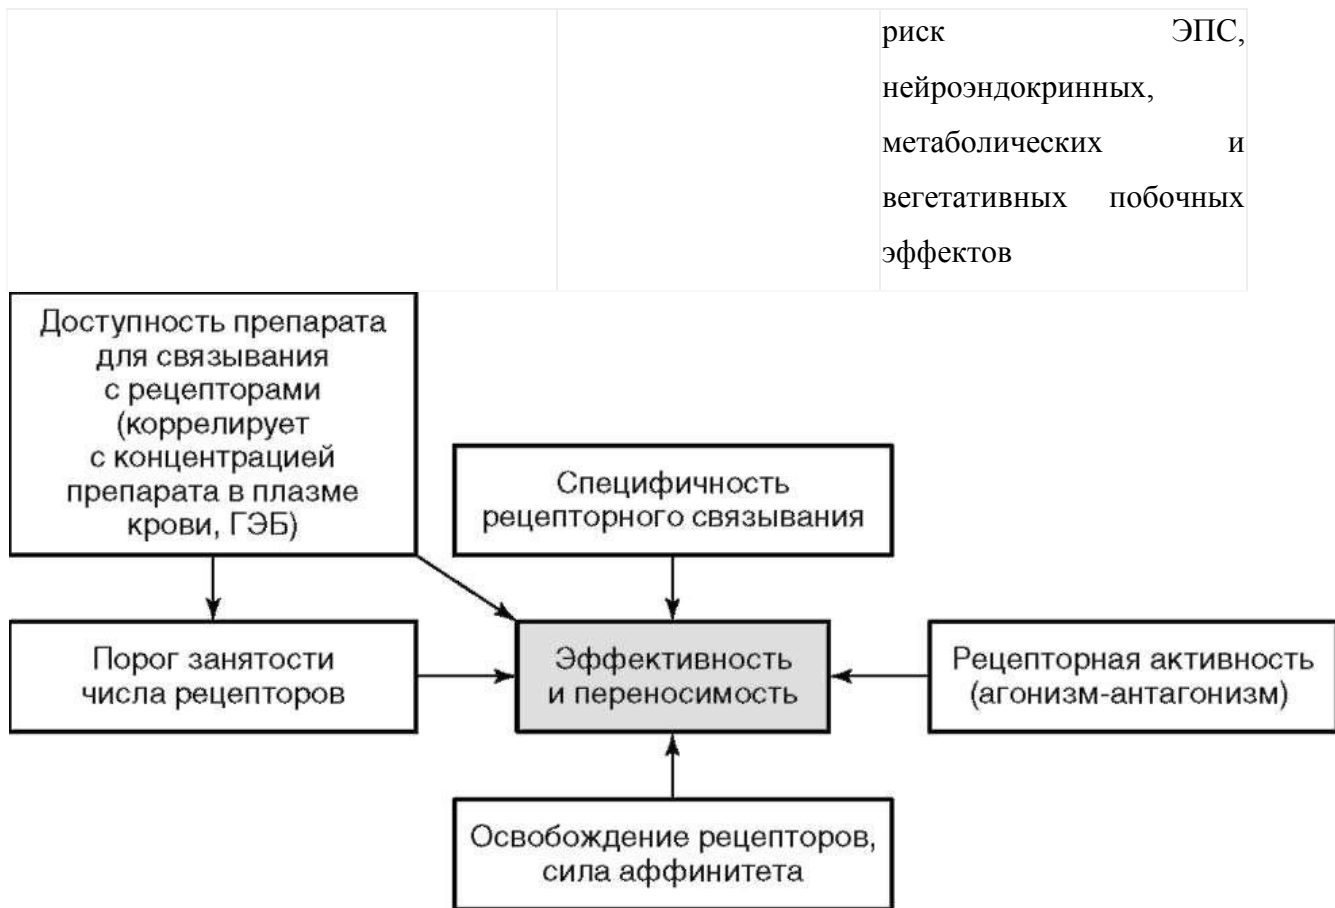 риск ЭПС,
нейроэндокринных,
метаболических и
вегетативных побочных
эффектов
Доступность препарата
для связывания
с рецепторами
(коррелирует
с концентрацией
препарата в плазме
крови, ГЭБ)
Специфичность
рецепторного связывания
Порог занятости
числа рецепторов
Эффективность
и переносимость
Рецепторная активность
(агонизм-антагонизм)
Освобождение рецепторов,
сила аффинитета